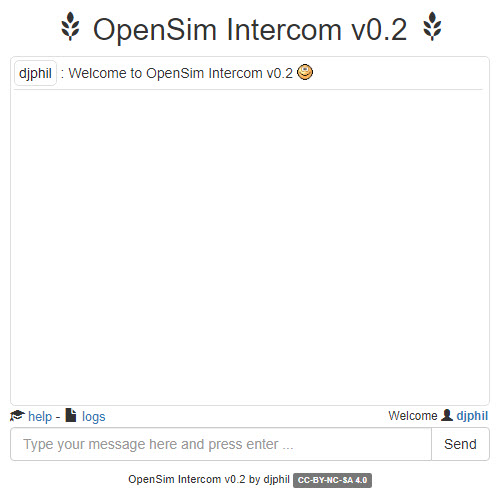 OpenSim Intercom v0.2
djphil : Welcome to OpenSim Intercom v0.2
help - logs Welcome djphil
Type your message here and press enter ... Send
OpenSim Intercom v0.2 by djphil CC-BY-NC-SA 4.0